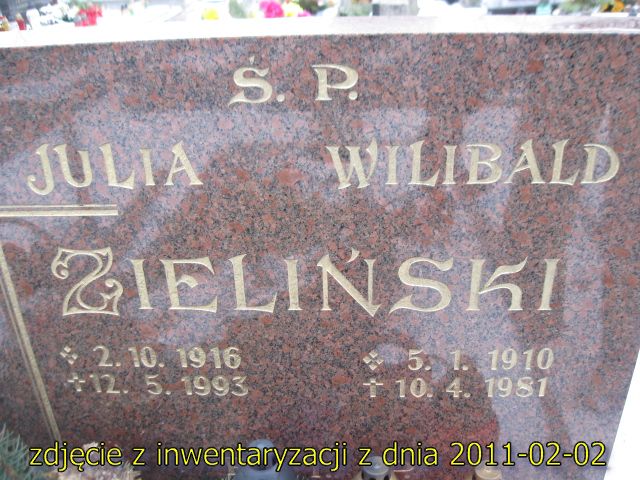 Ś. P.
JULIA WILIBALD
ZIELIŃSKI
2.10.1916 5.1.1910
12.5.1993 10.4.1981
zdjęcie z inwentaryzacji z dnia 2011-02-02